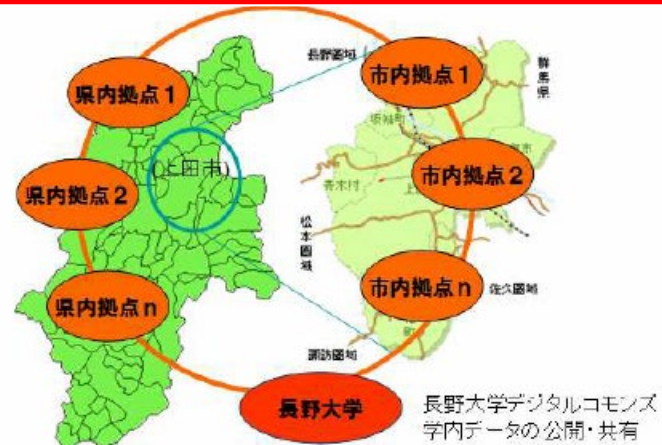 長野圏域
市内拠点1
群馬県
県内拠点1
坂城町
(上田市)
青木村
市内拠点2
県内拠点2
松本圏域
市内拠点n
佐久圏域
県内拠点n
諏訪圏域
長野大学
長野大学デジタルコモンズ
学内データの公開・共有